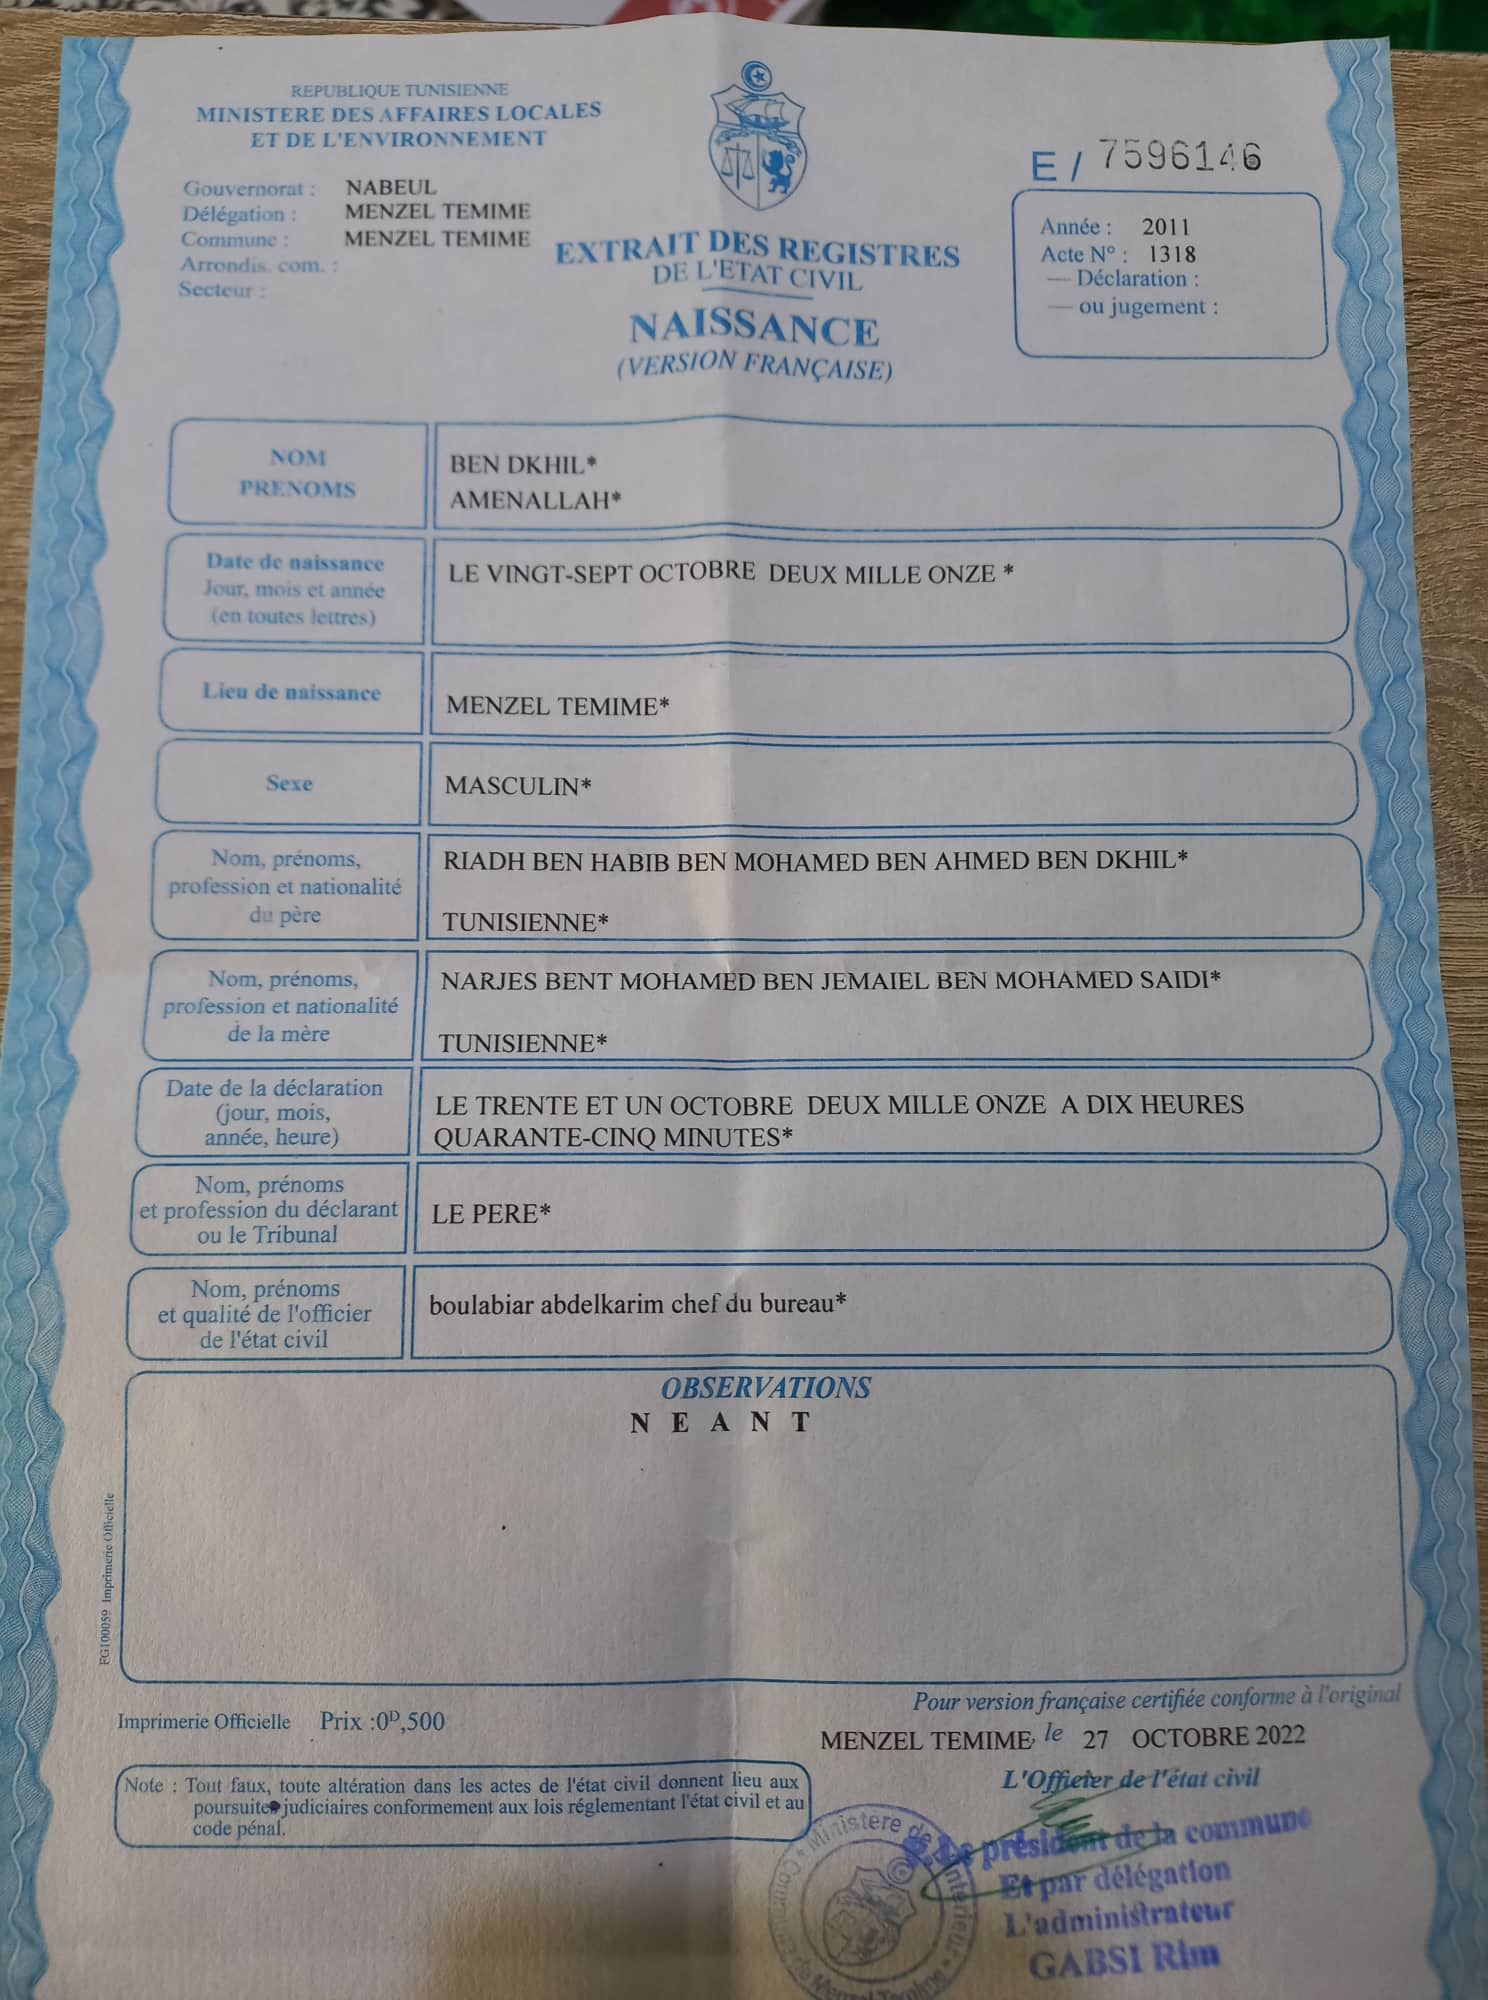 REPUBLIQUE TUNISIENNE
MINISTERE DES AFFAIRES LOCALES
ET DE L'ENVIRONNEMENT
Gouvernorat : NABEUL
Délégation : MENZEL TEMIME
Commune : MENZEL TEMIME
Arrondis. com. :
Secteur :
EXTRAIT DES REGISTRES
DE L'ETAT CIVIL
NAISSANCE
(VERSION FRANÇAISE)
E / 7596146
Année : 2011
Acte N° : 1318
— Déclaration :
— ou jugement :
NOM
PRENOMS
BEN DKHIL*
AMENALLAH*
Date de naissance
Jour, mois et année
(en toutes lettres)
LE VINGT-SEPT OCTOBRE DEUX MILLE ONZE *
Lieu de naissance
MENZEL TEMIME*
Sexe
MASCULIN*
Nom, prénoms,
profession et nationalité
du père
RIADH BEN HABIB BEN MOHAMED BEN AHMED BEN DKHIL*
TUNISIENNE*
Nom, prénoms,
profession et nationalité
de la mère
NARJES BENT MOHAMED BEN JEMAIEL BEN MOHAMED SAIDI*
TUNISIENNE*
Date de la déclaration
(jour, mois,
année, heure)
LE TRENTE ET UN OCTOBRE DEUX MILLE ONZE A DIX HEURES
QUARANTE-CINQ MINUTES*
Nom, prénoms
et profession du déclarant
ou le Tribunal
LE PERE*
Nom, prénoms
et qualité de l'officier
de l'état civil
boulabiar abdelkarim chef du bureau*
OBSERVATIONS
N E A N T
FG100059 Imprimerie Officielle
Imprimerie Officielle Prix :0ᴰ,500
Pour version française certifiée conforme à l'original
MENZEL TEMIME, le 27 OCTOBRE 2022
L'Officier de l'état civil
Note : Tout faux, toute altération dans les actes de l'état civil donnent lieu aux
poursuites judiciaires conformement aux lois réglementant l'état civil et au
code pénal.
Ministère de l'Intérieur * Commune de Menzel Temime *
président de la commune
Et par délégation
L'administrateur
GABSI Rim